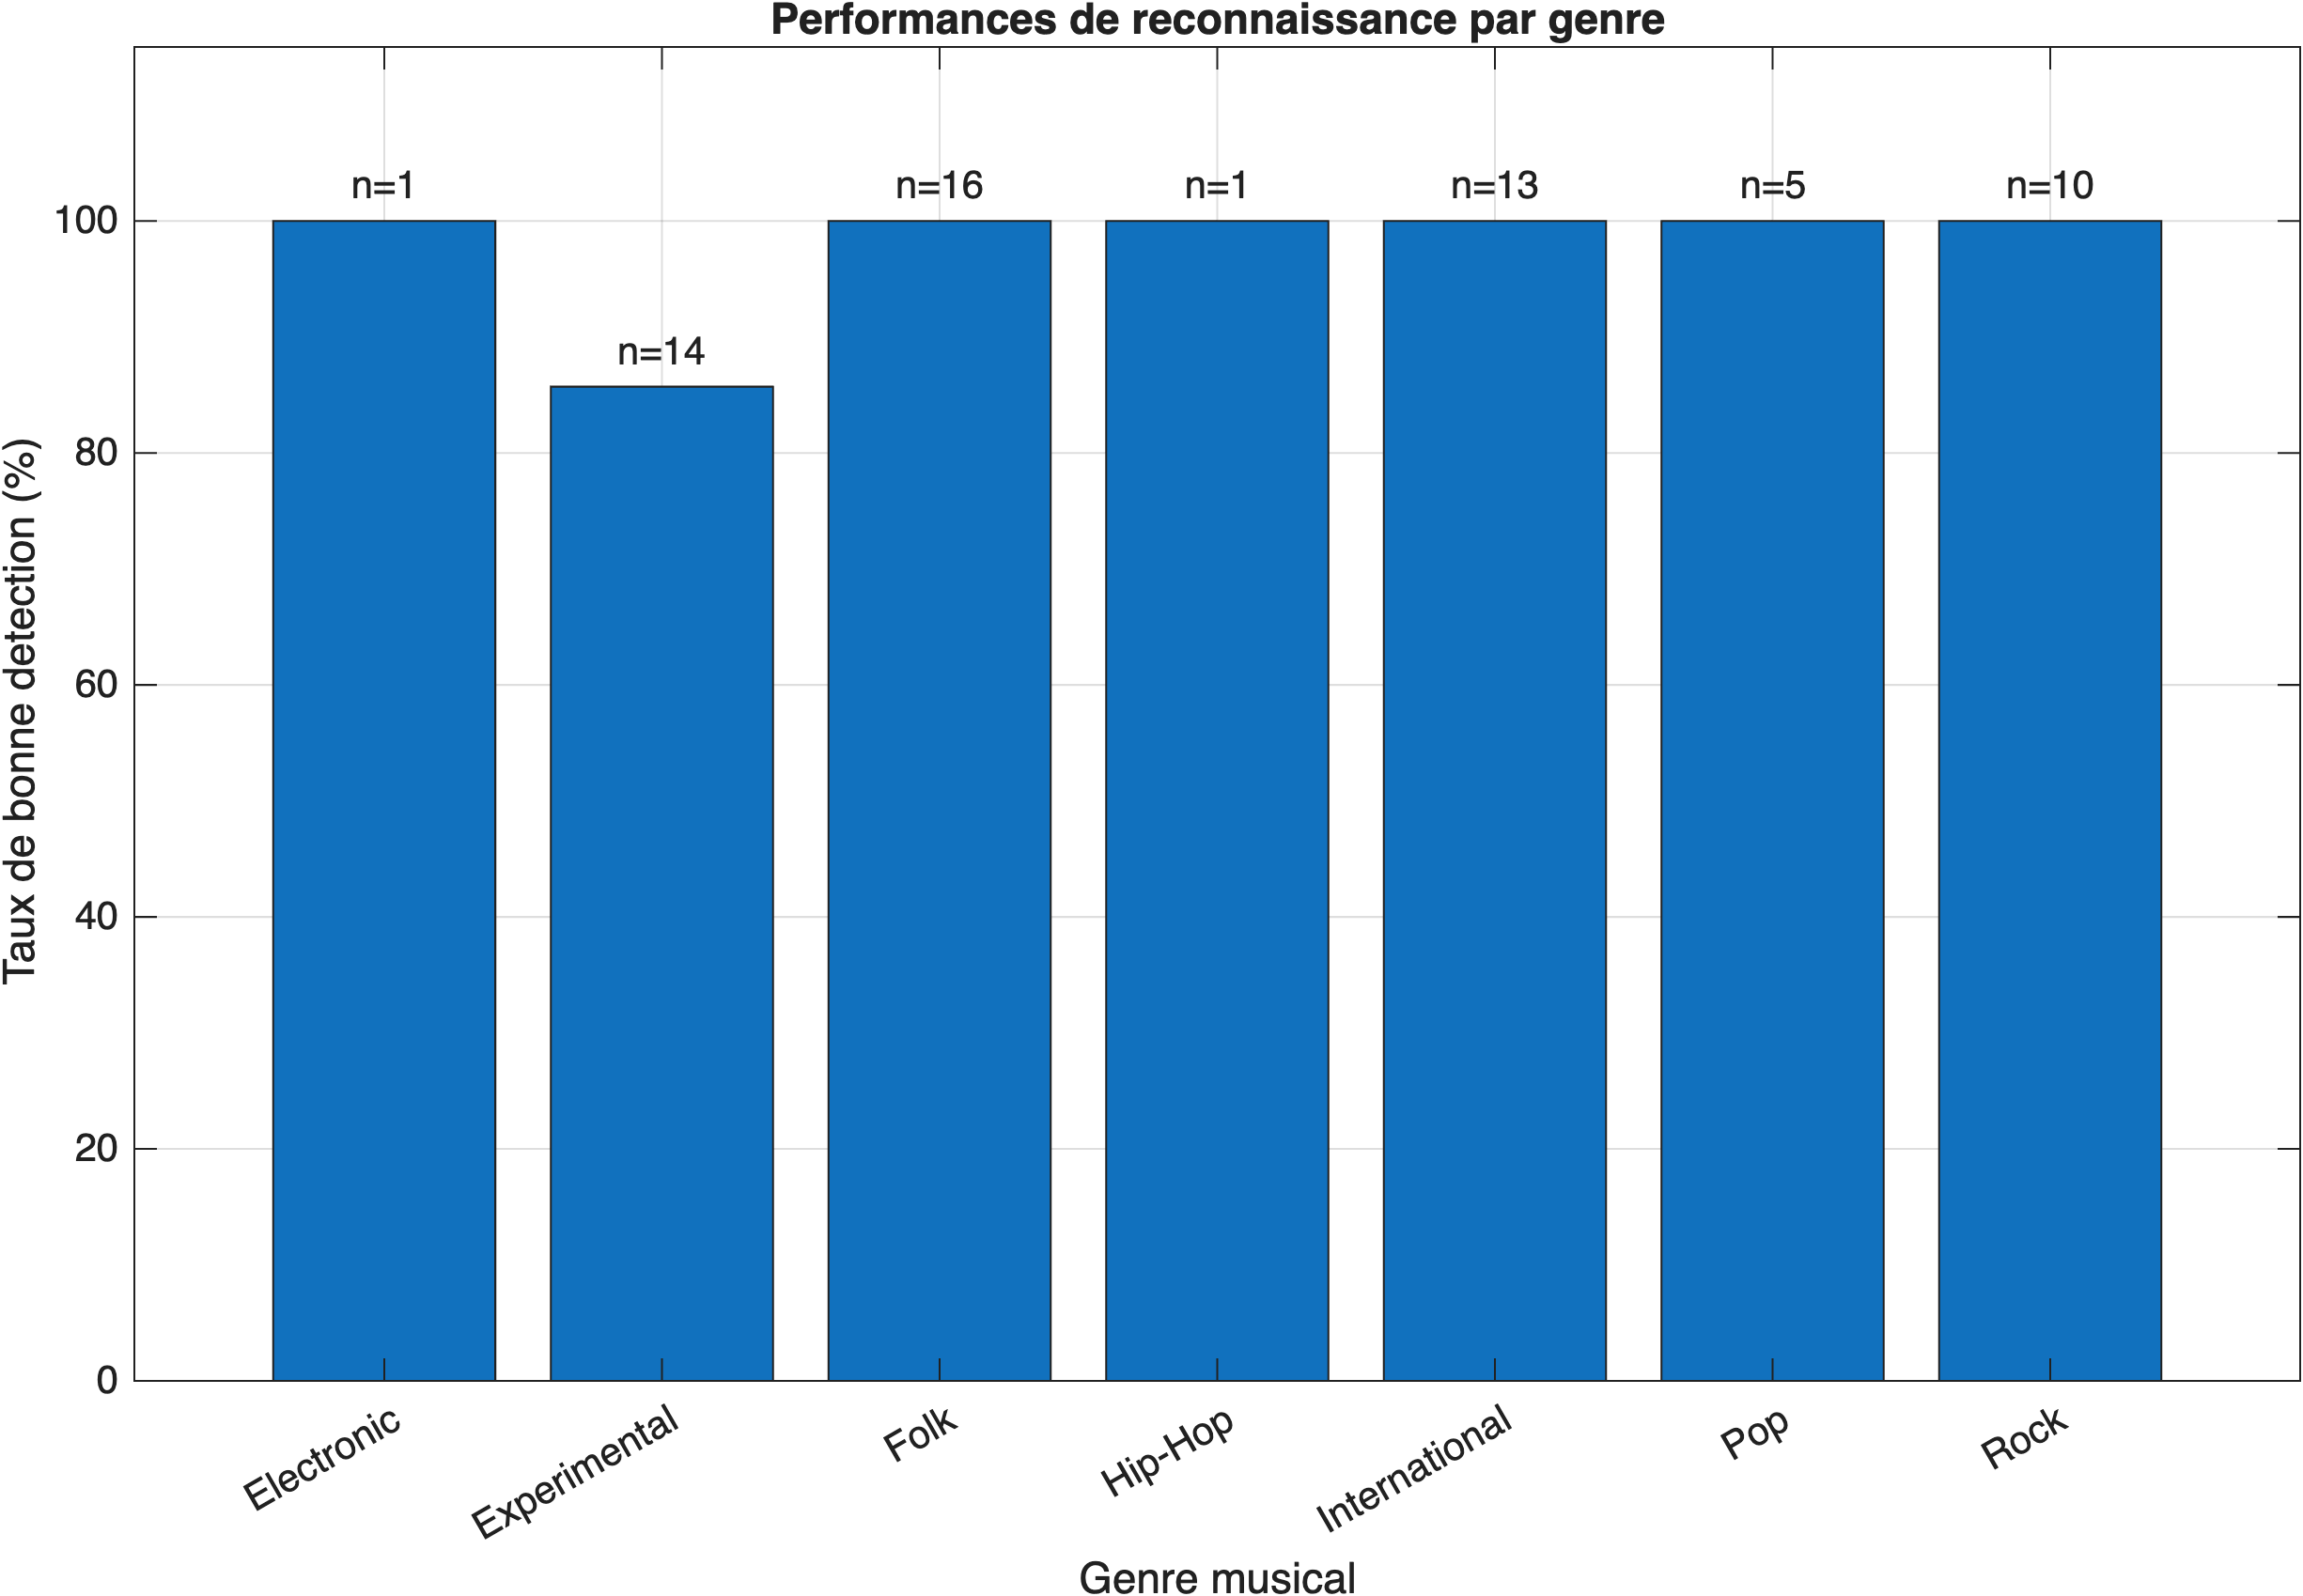 Performances de reconnaissance par genre
n=1
n=14
n=16
n=1
n=13
n=5
n=10
100
80
60
40
20
0
Taux de bonne detection (%)
Electronic
Experimental
Folk
Hip-Hop
International
Pop
Rock
Genre musical